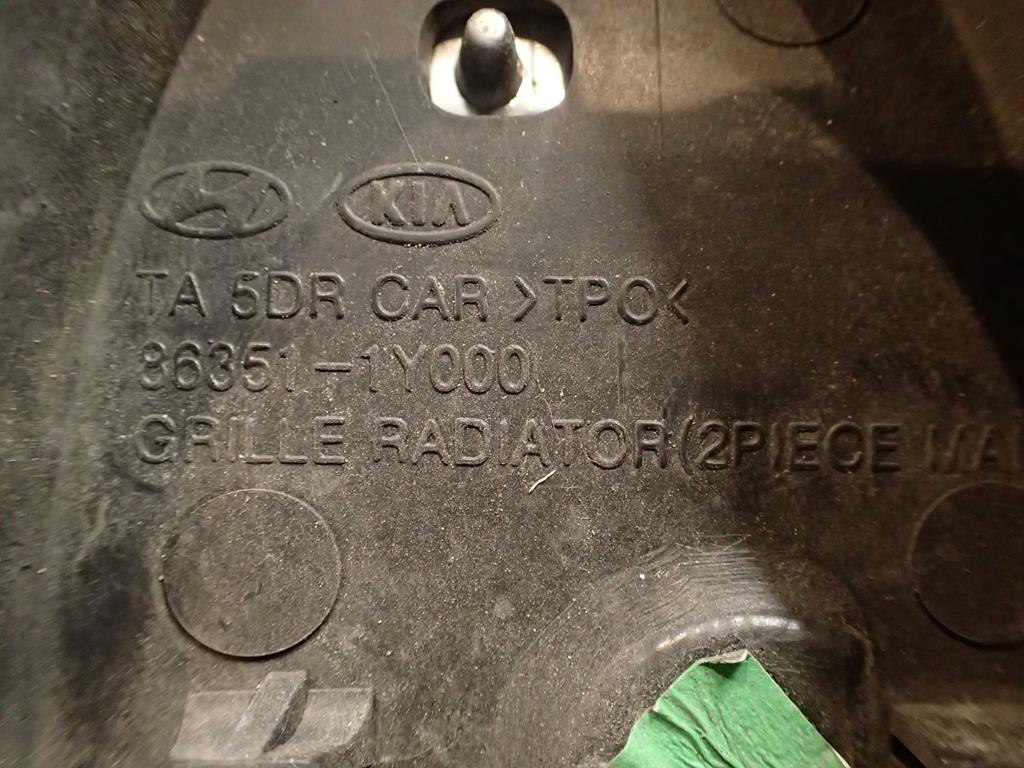 KIA
TA 5DR CAR >TPO<
86351-1Y000
GRILLE RADIATOR(2PIECE